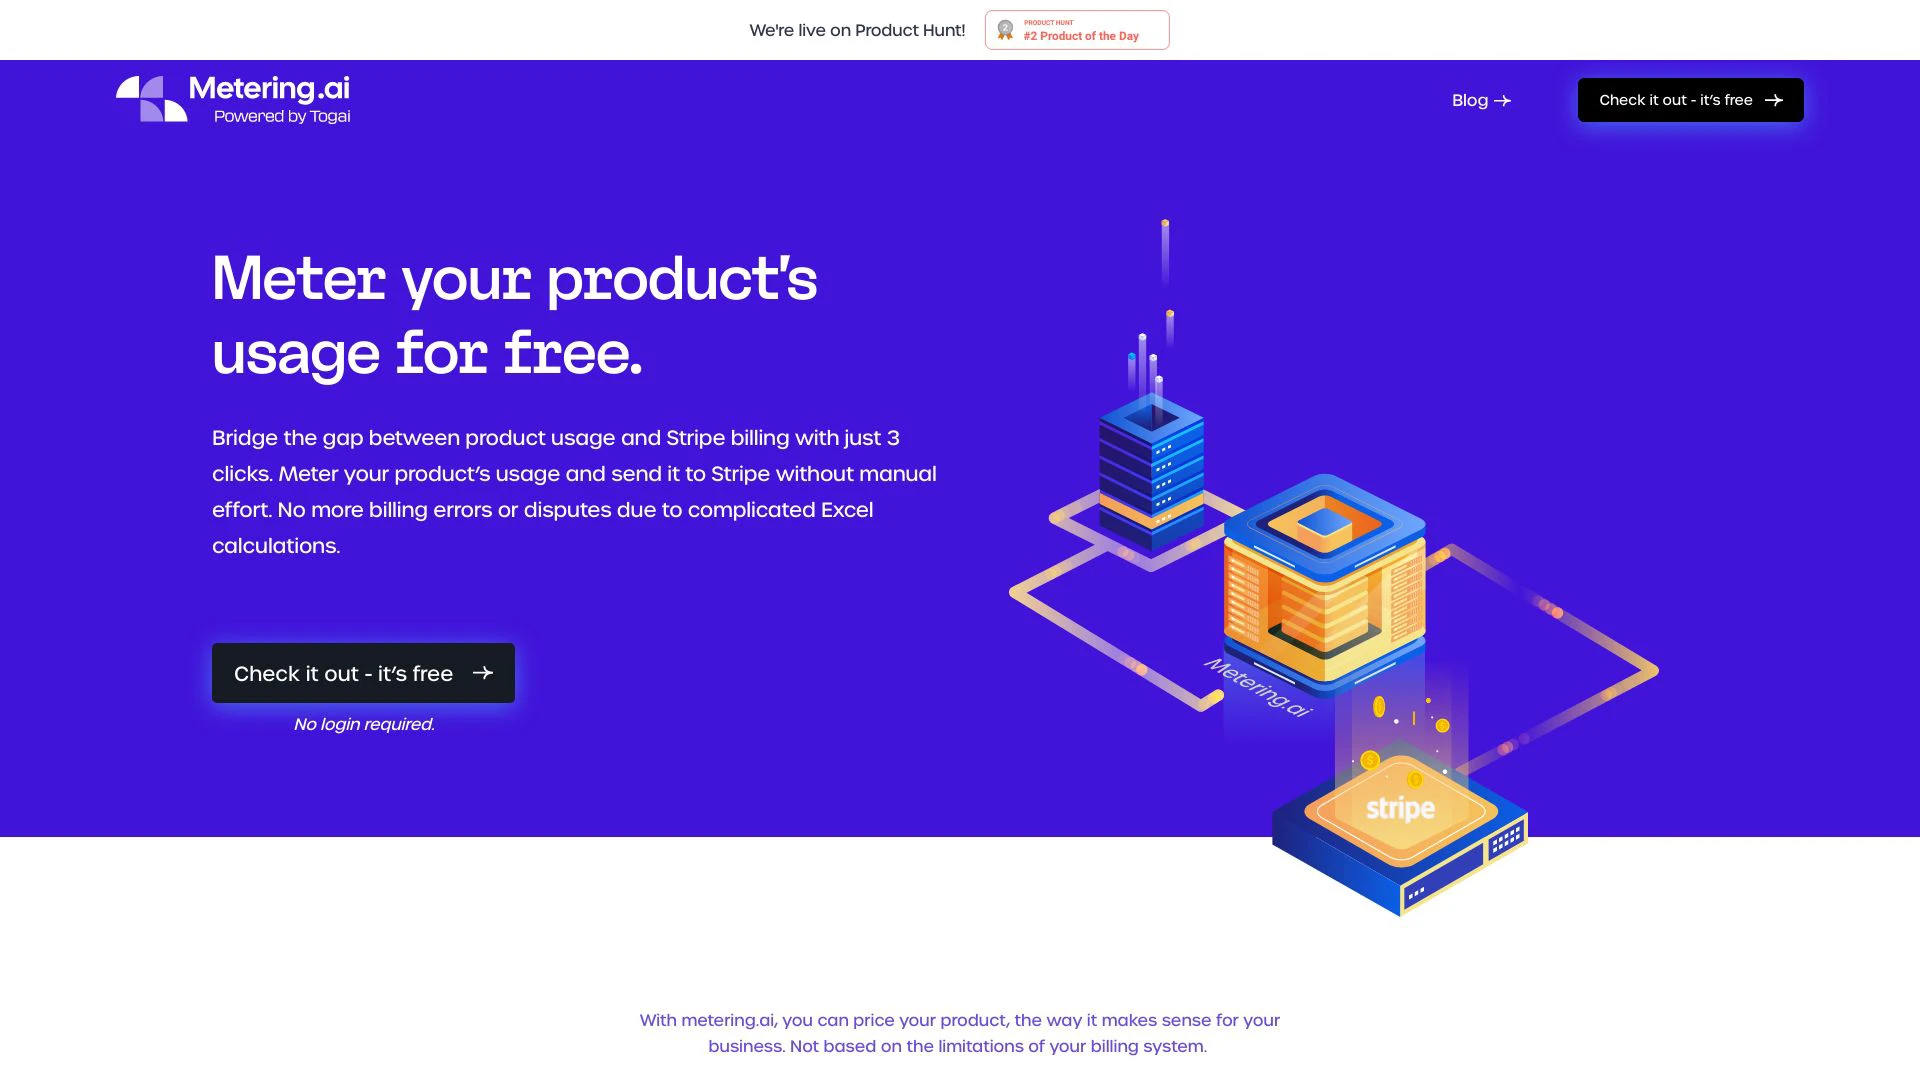 We're live on Product Hunt!
2
PRODUCT HUNT
#2 Product of the Day
Metering.ai
Powered by Togai
Blog
Check it out - it's free
Meter your product's
usage for free.
Bridge the gap between product usage and Stripe billing with just 3
clicks. Meter your product's usage and send it to Stripe without manual
effort. No more billing errors or disputes due to complicated Excel
calculations.
Check it out - it's free
No login required.
Metering.ai
stripe
With metering.ai, you can price your product, the way it makes sense for your
business. Not based on the limitations of your billing system.